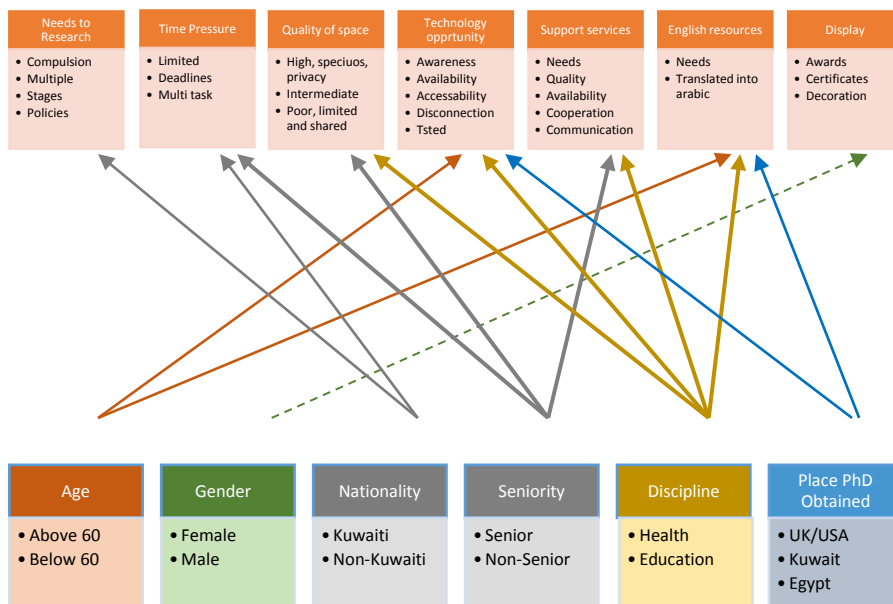 Needs to
Research
• Compulsion
• Multiple
• Stages
• Policies
Time Pressure
• Limited
• Deadlines
• Multi task
Quality of space
• High, speciuos,
privacy
• Intermediate
• Poor, limited
and shared
Technology
opprtunity
• Awareness
• Availability
• Accessability
• Disconnection
• Tsted
Support services
• Needs
• Quality
• Availability
• Cooperation
• Communication
English resources
• Needs
• Translated into
arabic
Display
• Awards
• Certificates
• Decoration
Age
• Above 60
• Below 60
Gender
• Female
• Male
Nationality
• Kuwaiti
• Non-Kuwaiti
Seniority
• Senior
• Non-Senior
Discipline
• Health
• Education
Place PhD
Obtained
• UK/USA
• Kuwait
• Egypt